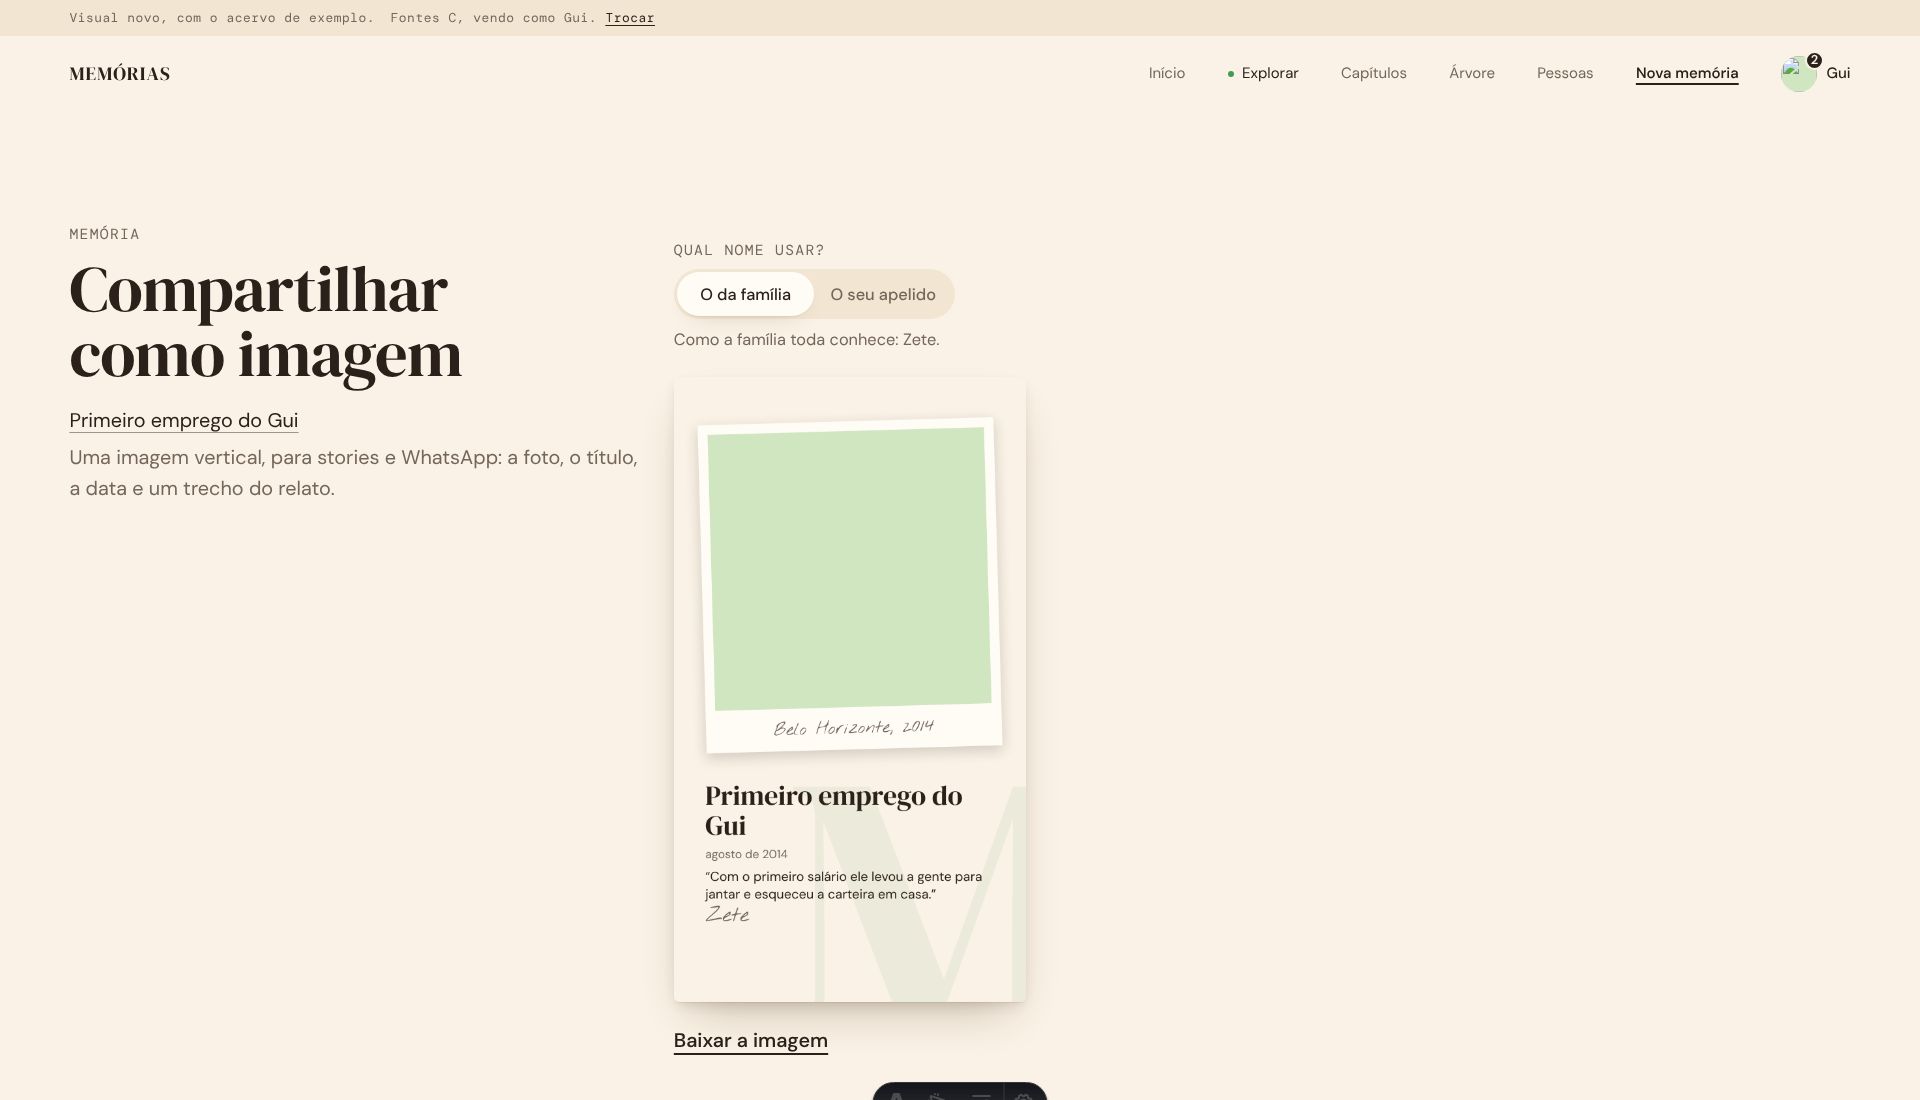 Visual novo, com o acervo de exemplo. Fontes C, vendo como Gui. Trocar
MEMÓRIAS
Início
Explorar
Capítulos
Árvore
Pessoas
Nova memória
2
Gui
MEMÓRIA
Compartilhar
como imagem
Primeiro emprego do Gui
Uma imagem vertical, para stories e WhatsApp: a foto, o título,
a data e um trecho do relato.
QUAL NOME USAR?
O da família
O seu apelido
Como a família toda conhece: Zete.
Belo Horizonte, 2014
M
Primeiro emprego do
Gui
agosto de 2014
“Com o primeiro salário ele levou a gente para
jantar e esqueceu a carteira em casa.”
Zete
Baixar a imagem